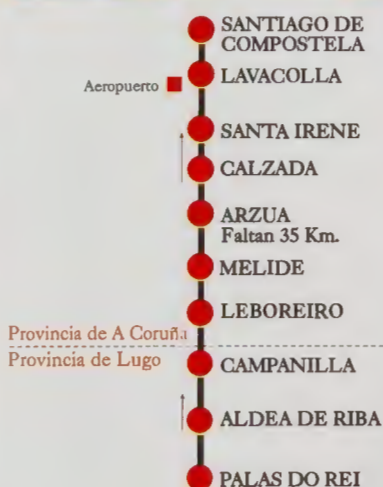 SANTIAGO DE
COMPOSTELA
Aeropuerto
LAVACOLLA
SANTA IRENE
CALZADA
ARZUA
Faltan 35 Km.
MELIDE
LEBOREIRO
Provincia de A Coruña
Provincia de Lugo
CAMPANILLA
ALDEA DE RIBA
PALAS DO REI